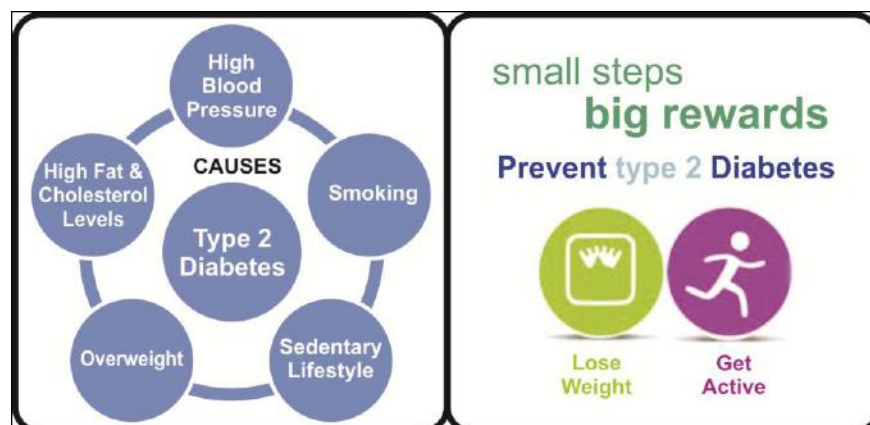 High
Blood
Pressure
CAUSES
High Fat &
Cholesterol
Levels
Smoking
Type 2
Diabetes
Overweight
Sedentary
Lifestyle
small steps
big rewards
Prevent type 2 Diabetes
Lose
Weight
Get
Active